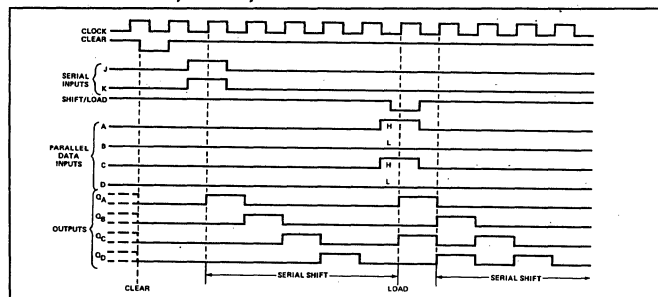 CLOCK
CLEAR
SERIAL INPUTS
J
K
SHIFT/LOAD
PARALLEL DATA INPUTS
A
H
B
L
C
H
D
L
OUTPUTS
QA
QB
QC
QD
SERIAL SHIFT
SERIAL SHIFT
CLEAR
LOAD